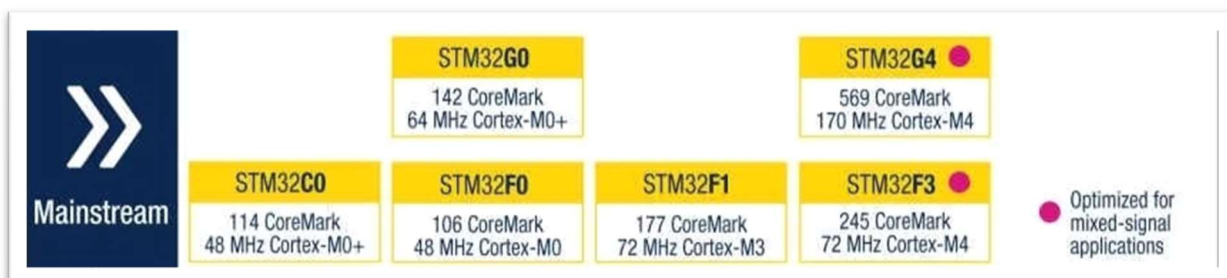 Mainstream
STM32G0
142 CoreMark
64 MHz Cortex-M0+
STM32G4
569 CoreMark
170 MHz Cortex-M4
STM32C0
114 CoreMark
48 MHz Cortex-M0+
STM32F0
106 CoreMark
48 MHz Cortex-M0
STM32F1
177 CoreMark
72 MHz Cortex-M3
STM32F3
245 CoreMark
72 MHz Cortex-M4
Optimized for
mixed-signal
applications